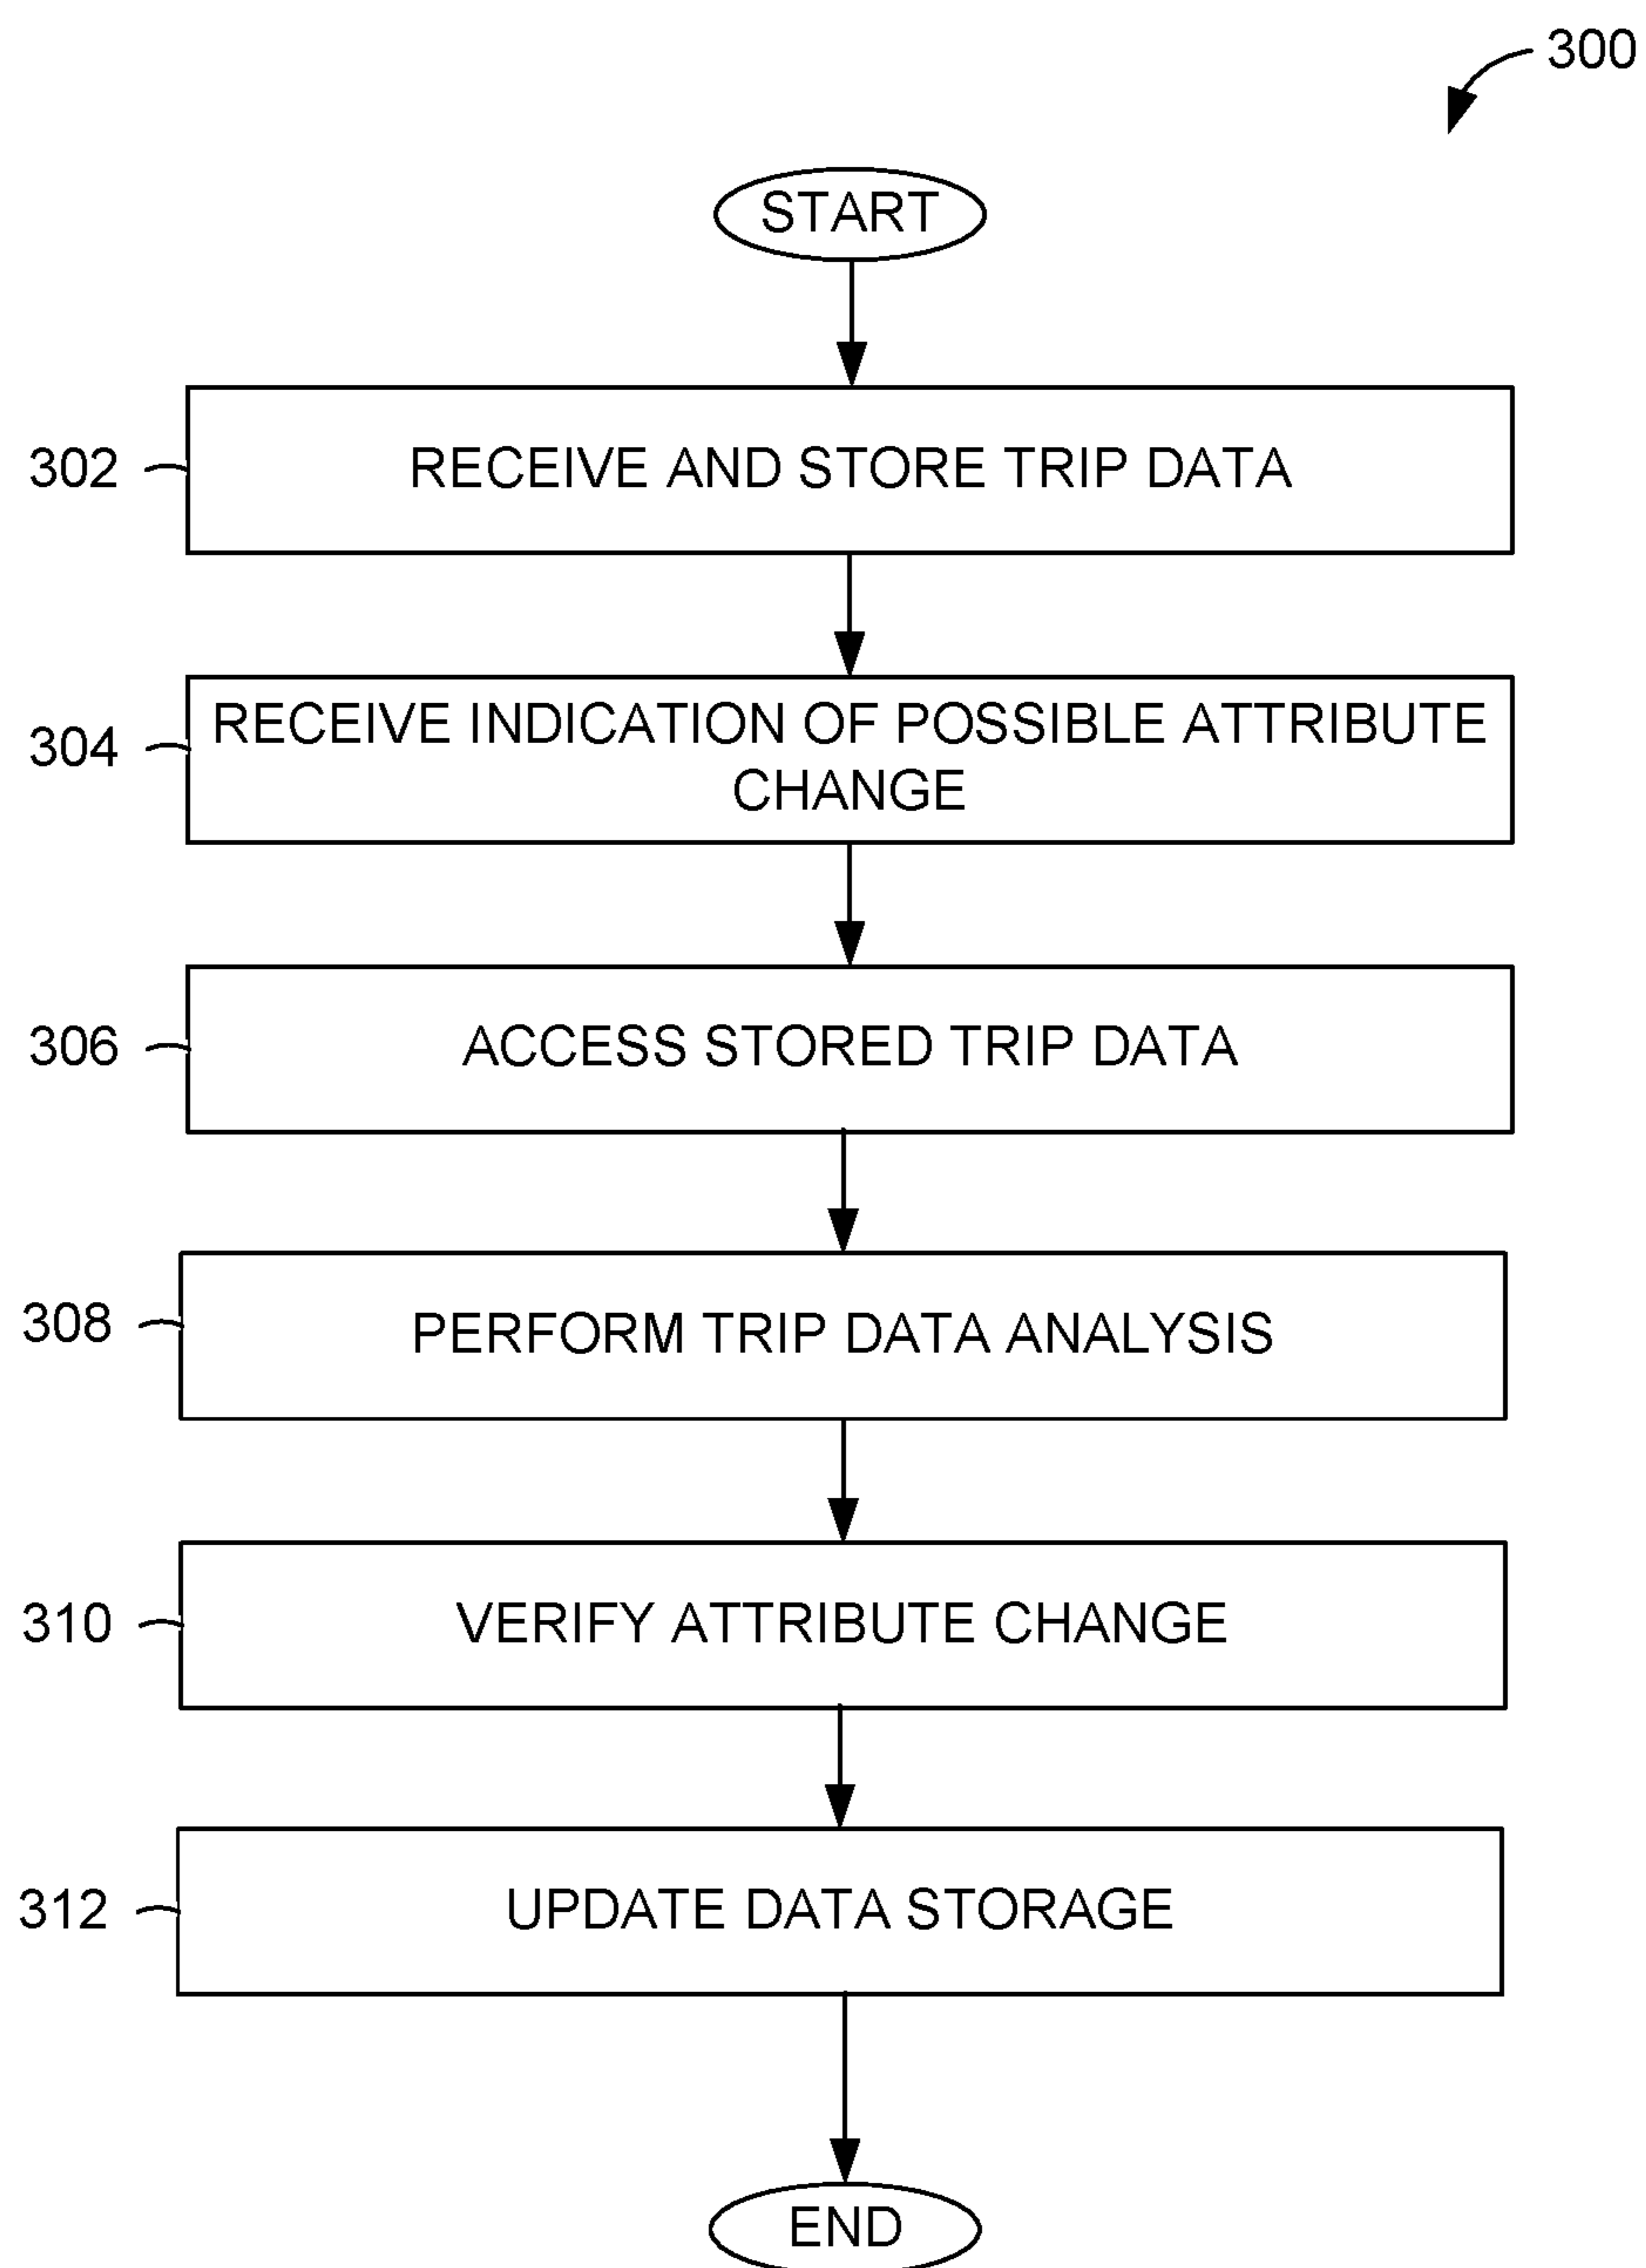 300
START
302
RECEIVE AND STORE TRIP DATA
304
RECEIVE INDICATION OF POSSIBLE ATTRIBUTE
CHANGE
306
ACCESS STORED TRIP DATA
308
PERFORM TRIP DATA ANALYSIS
310
VERIFY ATTRIBUTE CHANGE
312
UPDATE DATA STORAGE
END